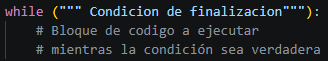 while (""" Condicion de finalizacion"""):
# Bloque de codigo a ejecutar
# mientras la condición sea verdadera